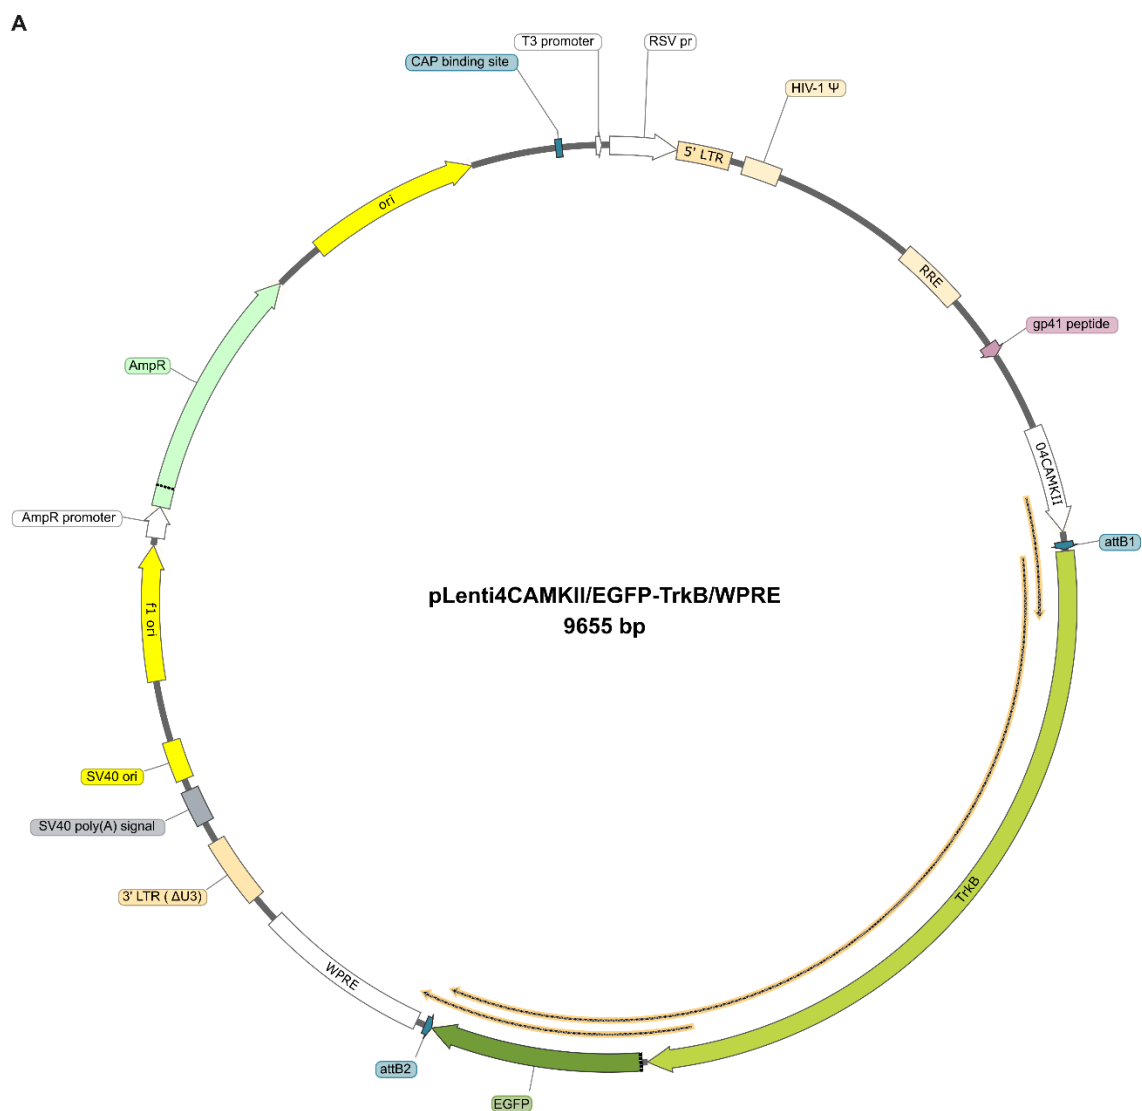 A
T3 promoter
RSV pr
CAP binding site
HIV-1 Ψ
5' LTR
ori
RRE
gp41 peptide
AmpR
04CAMKII
AmpR promoter
attB1
f1 ori
pLenti4CAMKII/EGFP-TrkB/WPRE
9655 bp
SV40 ori
SV40 poly(A) signal
3' LTR ( ΔU3)
TrkB
WPRE
attB2
EGFP